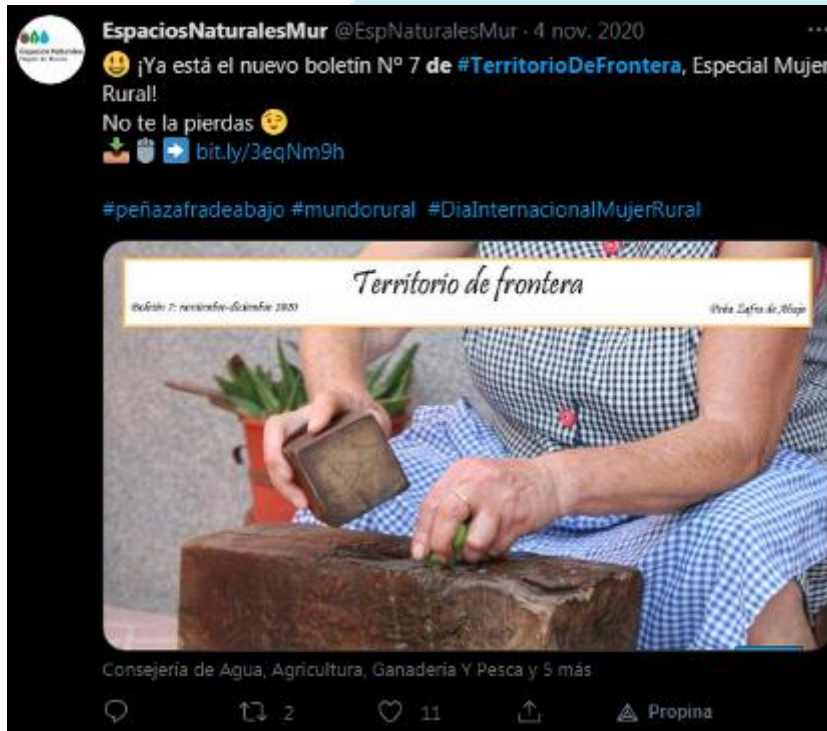 EspaciosNaturalesMur @EspNaturalesMur · 4 nov. 2020
😃 ¡Ya está el nuevo boletín Nº 7 de #TerritorioDeFrontera, Especial Mujer
Rural!
No te la pierdas 😉
📥 🖱️ ➡️ bit.ly/3eqNm9h
#peñazafradeabajo #mundorural #DiaInternacionalMujerRural
Territorio de frontera
Boletín 7: noviembre-diciembre 2020
Peña Zafra de Abajo
Consejería de Agua, Agricultura, Ganadería Y Pesca y 5 más
2
11
Propina